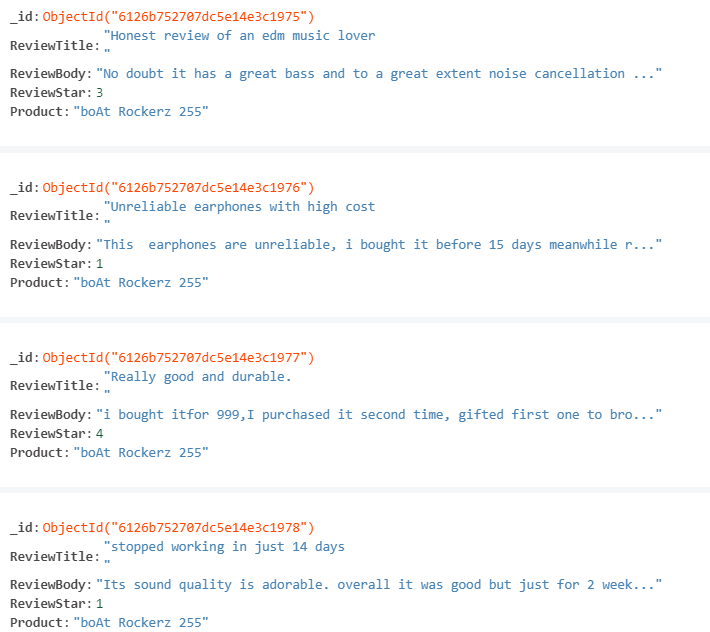 _id: ObjectId("6126b752707dc5e14e3c1975")
ReviewTitle: "Honest review of an edm music lover
"
ReviewBody: "No doubt it has a great bass and to a great extent noise cancellation ..."
ReviewStar: 3
Product: "boAt Rockerz 255"
_id: ObjectId("6126b752707dc5e14e3c1976")
ReviewTitle: "Unreliable earphones with high cost
"
ReviewBody: "This  earphones are unreliable, i bought it before 15 days meanwhile r..."
ReviewStar: 1
Product: "boAt Rockerz 255"
_id: ObjectId("6126b752707dc5e14e3c1977")
ReviewTitle: "Really good and durable.
"
ReviewBody: "i bought itfor 999,I purchased it second time, gifted first one to bro..."
ReviewStar: 4
Product: "boAt Rockerz 255"
_id: ObjectId("6126b752707dc5e14e3c1978")
ReviewTitle: "stopped working in just 14 days
"
ReviewBody: "Its sound quality is adorable. overall it was good but just for 2 week..."
ReviewStar: 1
Product: "boAt Rockerz 255"